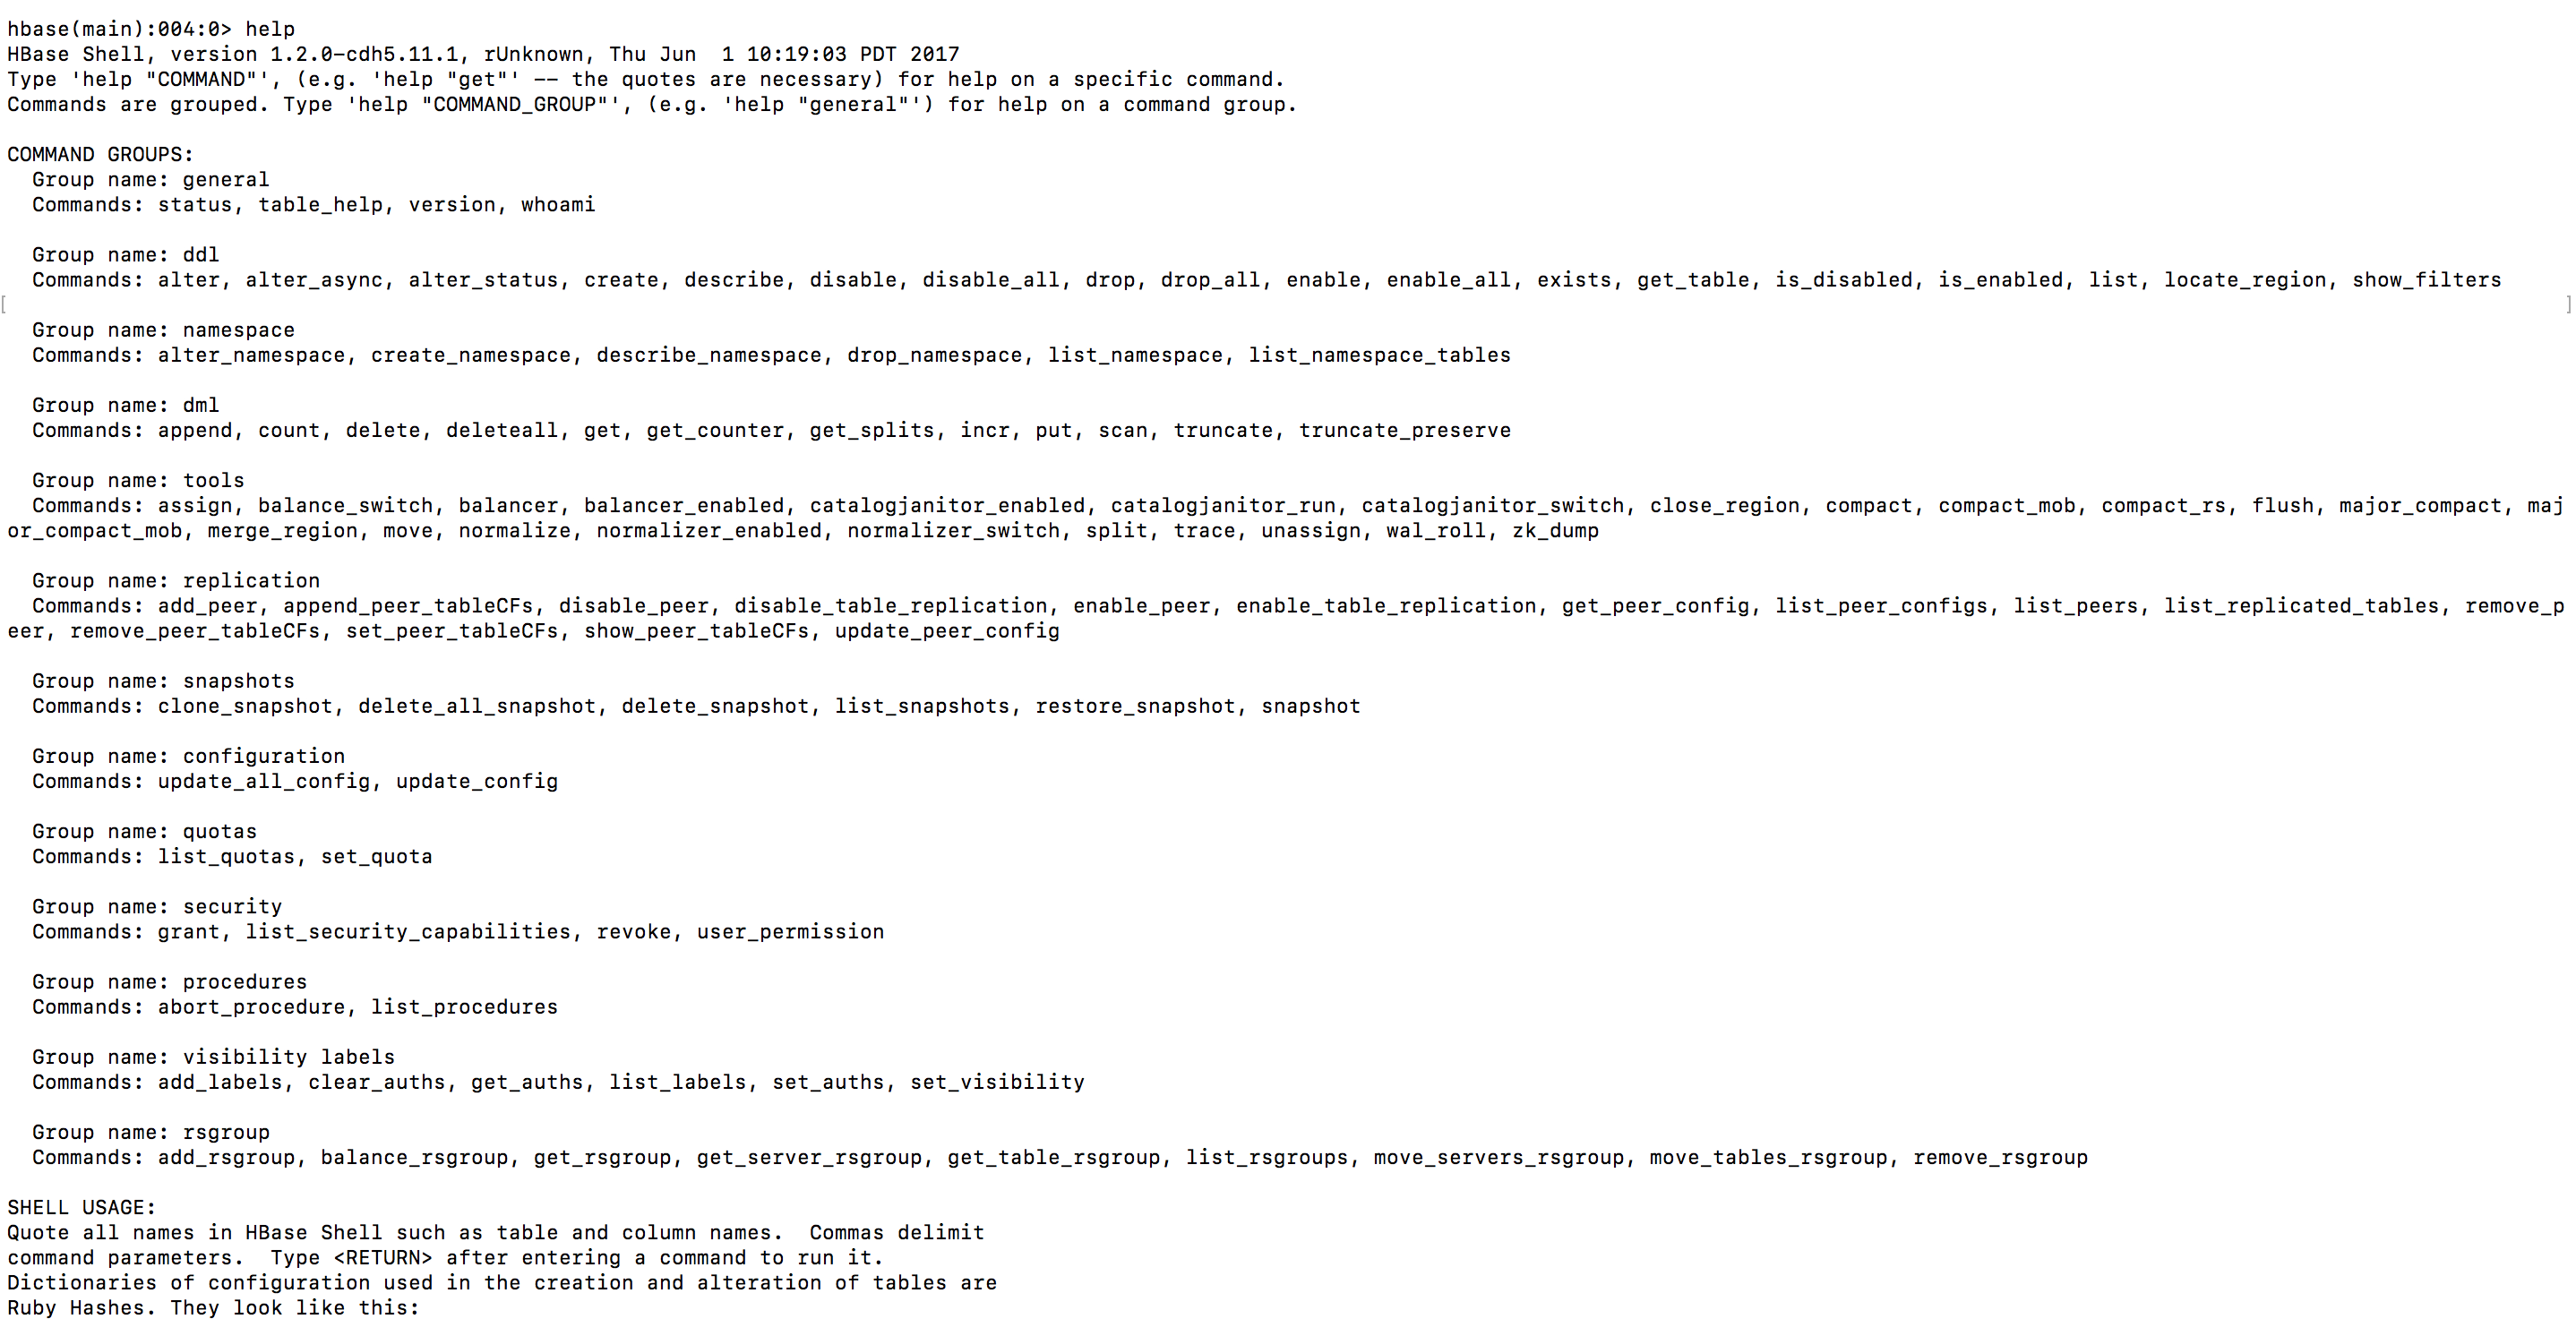 hbase(main):004:0> help
HBase Shell, version 1.2.0-cdh5.11.1, rUnknown, Thu Jun  1 10:19:03 PDT 2017
Type 'help "COMMAND"', (e.g. 'help "get"' -- the quotes are necessary) for help on a specific command.
Commands are grouped. Type 'help "COMMAND_GROUP"', (e.g. 'help "general"') for help on a command group.

COMMAND GROUPS:
  Group name: general
  Commands: status, table_help, version, whoami

  Group name: ddl
  Commands: alter, alter_async, alter_status, create, describe, disable, disable_all, drop, drop_all, enable, enable_all, exists, get_table, is_disabled, is_enabled, list, locate_region, show_filters
[ ]
  Group name: namespace
  Commands: alter_namespace, create_namespace, describe_namespace, drop_namespace, list_namespace, list_namespace_tables

  Group name: dml
  Commands: append, count, delete, deleteall, get, get_counter, get_splits, incr, put, scan, truncate, truncate_preserve

  Group name: tools
  Commands: assign, balance_switch, balancer, balancer_enabled, catalogjanitor_enabled, catalogjanitor_run, catalogjanitor_switch, close_region, compact, compact_mob, compact_rs, flush, major_compact, maj
or_compact_mob, merge_region, move, normalize, normalizer_enabled, normalizer_switch, split, trace, unassign, wal_roll, zk_dump

  Group name: replication
  Commands: add_peer, append_peer_tableCFs, disable_peer, disable_table_replication, enable_peer, enable_table_replication, get_peer_config, list_peer_configs, list_peers, list_replicated_tables, remove_p
eer, remove_peer_tableCFs, set_peer_tableCFs, show_peer_tableCFs, update_peer_config

  Group name: snapshots
  Commands: clone_snapshot, delete_all_snapshot, delete_snapshot, list_snapshots, restore_snapshot, snapshot

  Group name: configuration
  Commands: update_all_config, update_config

  Group name: quotas
  Commands: list_quotas, set_quota

  Group name: security
  Commands: grant, list_security_capabilities, revoke, user_permission

  Group name: procedures
  Commands: abort_procedure, list_procedures

  Group name: visibility labels
  Commands: add_labels, clear_auths, get_auths, list_labels, set_auths, set_visibility

  Group name: rsgroup
  Commands: add_rsgroup, balance_rsgroup, get_rsgroup, get_server_rsgroup, get_table_rsgroup, list_rsgroups, move_servers_rsgroup, move_tables_rsgroup, remove_rsgroup

SHELL USAGE:
Quote all names in HBase Shell such as table and column names.  Commas delimit
command parameters.  Type <RETURN> after entering a command to run it.
Dictionaries of configuration used in the creation and alteration of tables are
Ruby Hashes. They look like this: